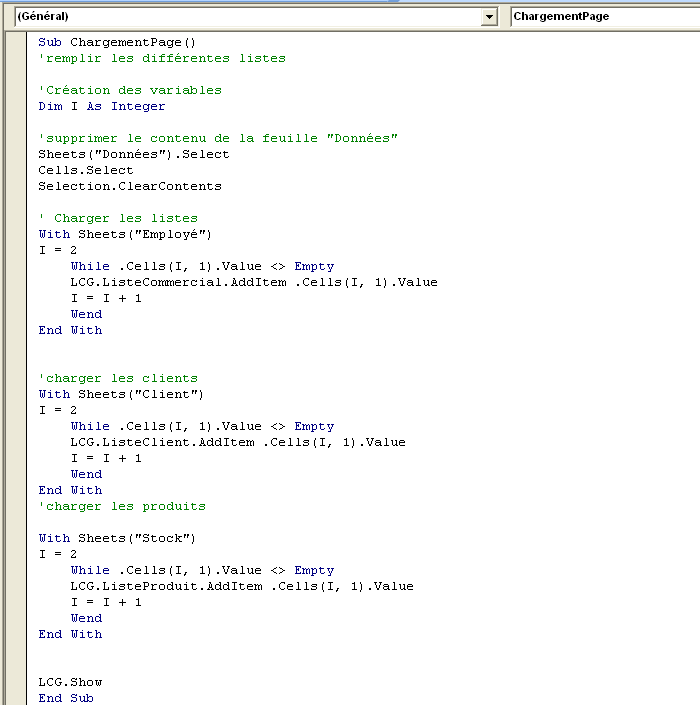 (Général) ChargementPage
Sub ChargementPage()
'remplir les différentes listes
'Création des variables
Dim I As Integer
'supprimer le contenu de la feuille "Données"
Sheets("Données").Select
Cells.Select
Selection.ClearContents
' Charger les listes
With Sheets("Employé")
I = 2
While .Cells(I, 1).Value <> Empty
LCG.ListeCommercial.AddItem .Cells(I, 1).Value
I = I + 1
Wend
End With
'charger les clients
With Sheets("Client")
I = 2
While .Cells(I, 1).Value <> Empty
LCG.ListeClient.AddItem .Cells(I, 1).Value
I = I + 1
Wend
End With
'charger les produits
With Sheets("Stock")
I = 2
While .Cells(I, 1).Value <> Empty
LCG.ListeProduit.AddItem .Cells(I, 1).Value
I = I + 1
Wend
End With
LCG.Show
End Sub